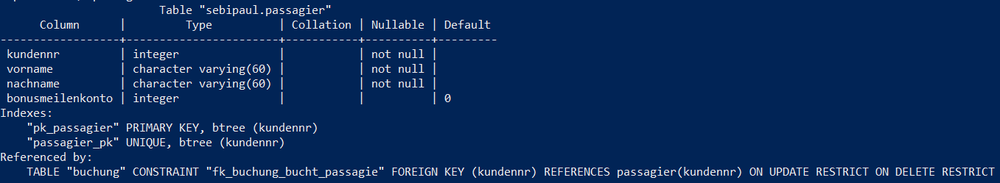 Table "sebipaul.passagier"
Column | Type | Collation | Nullable | Default
------------------+-----------------------+-----------+----------+---------
kundennr | integer | | not null |
vorname | character varying(60) | | not null |
nachname | character varying(60) | | not null |
bonusmeilenkonto | integer | | | 0
Indexes:
"pk_passagier" PRIMARY KEY, btree (kundennr)
"passagier_pk" UNIQUE, btree (kundennr)
Referenced by:
TABLE "buchung" CONSTRAINT "fk_buchung_bucht_passagie" FOREIGN KEY (kundennr) REFERENCES passagier(kundennr) ON UPDATE RESTRICT ON DELETE RESTRICT